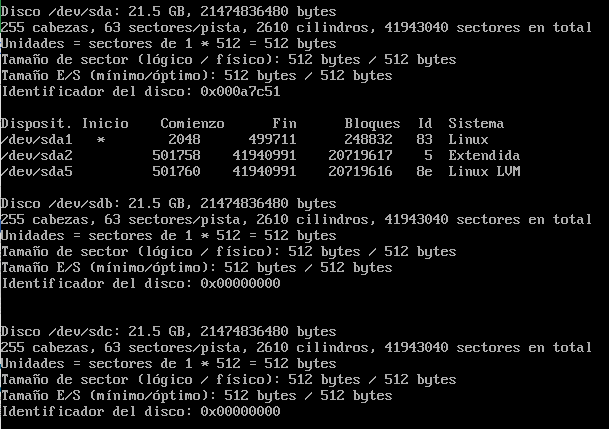 Disco /dev/sda: 21.5 GB, 21474836480 bytes
255 cabezas, 63 sectores/pista, 2610 cilindros, 41943040 sectores en total
Unidades = sectores de 1 * 512 = 512 bytes
Tamaño de sector (lógico / físico): 512 bytes / 512 bytes
Tamaño E/S (mínimo/óptimo): 512 bytes / 512 bytes
Identificador del disco: 0x000a7c51
Disposit. Inicio    Comienzo      Fin      Bloques  Id  Sistema
/dev/sda1   *        2048      499711      248832   83  Linux
/dev/sda2          501758    41940991    20719617    5  Extendida
/dev/sda5          501760    41940991    20719616   8e  Linux LVM
Disco /dev/sdb: 21.5 GB, 21474836480 bytes
255 cabezas, 63 sectores/pista, 2610 cilindros, 41943040 sectores en total
Unidades = sectores de 1 * 512 = 512 bytes
Tamaño de sector (lógico / físico): 512 bytes / 512 bytes
Tamaño E/S (mínimo/óptimo): 512 bytes / 512 bytes
Identificador del disco: 0x00000000
Disco /dev/sdc: 21.5 GB, 21474836480 bytes
255 cabezas, 63 sectores/pista, 2610 cilindros, 41943040 sectores en total
Unidades = sectores de 1 * 512 = 512 bytes
Tamaño de sector (lógico / físico): 512 bytes / 512 bytes
Tamaño E/S (mínimo/óptimo): 512 bytes / 512 bytes
Identificador del disco: 0x00000000